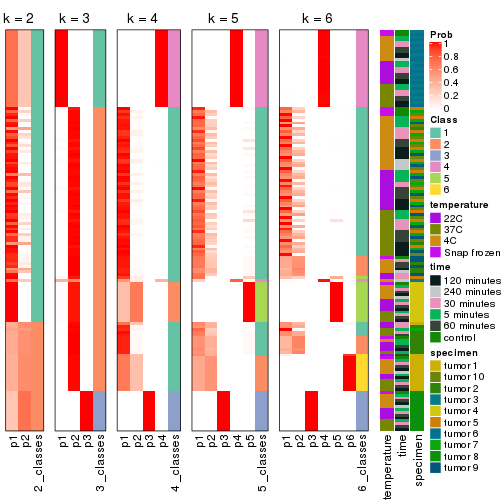 k = 2
k = 3
k = 4
k = 5
k = 6
p1
p2
2_classes
p1
p2
p3
3_classes
p1
p2
p3
p4
4_classes
p1
p2
p3
p4
p5
5_classes
p1
p2
p3
p4
p5
p6
6_classes
temperature
time
specimen
Prob
1
0.8
0.6
0.4
0.2
0
Class
1
2
3
4
5
6
temperature
22C
37C
4C
Snap frozen
time
120 minutes
240 minutes
30 minutes
5 minutes
60 minutes
control
specimen
tumor 1
tumor 10
tumor 2
tumor 3
tumor 4
tumor 5
tumor 6
tumor 7
tumor 8
tumor 9